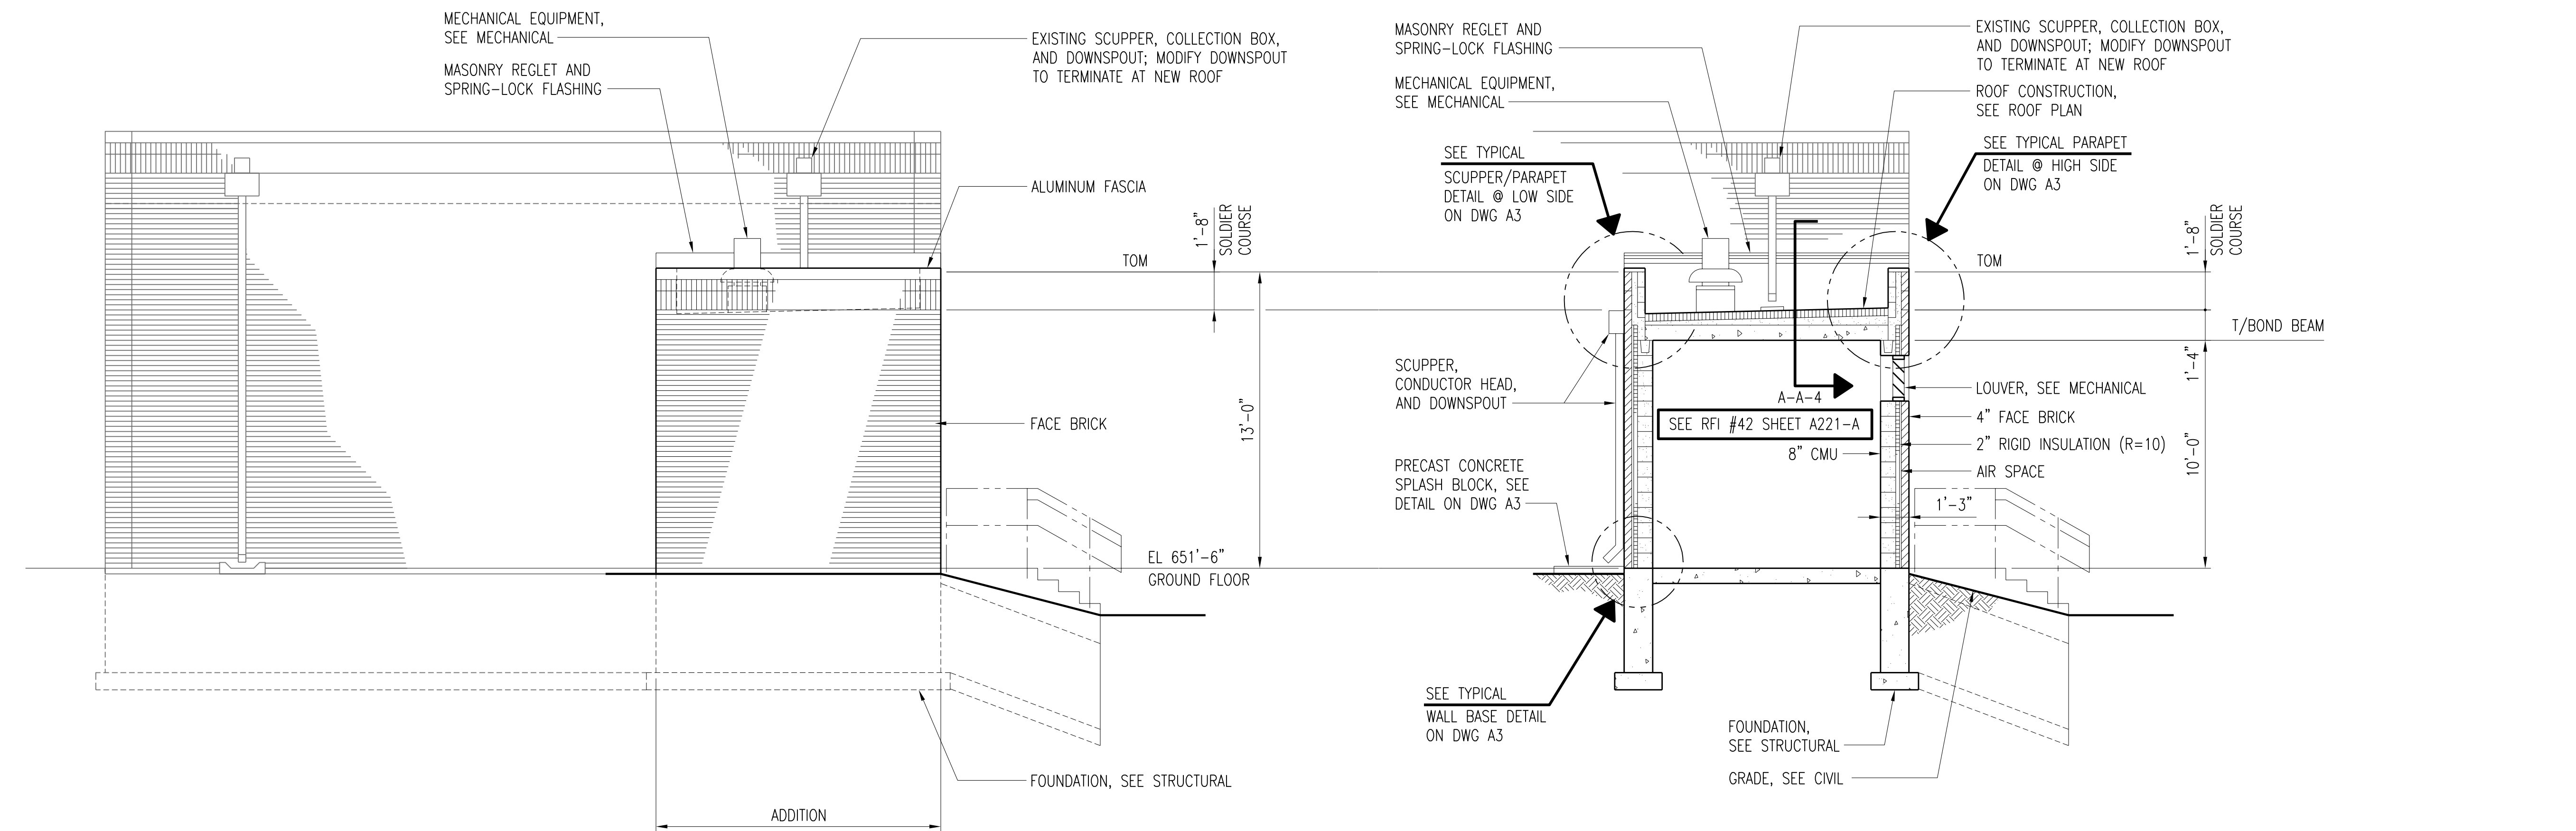 MECHANICAL EQUIPMENT,
SEE MECHANICAL
MASONRY REGLET AND
SPRING-LOCK FLASHING
EXISTING SCUPPER, COLLECTION BOX,
AND DOWNSPOUT; MODIFY DOWNSPOUT
TO TERMINATE AT NEW ROOF
ALUMINUM FASCIA
1'-8"
SOLDIER
COURSE
TOM
13'-0"
FACE BRICK
EL 651'-6"
GROUND FLOOR
FOUNDATION, SEE STRUCTURAL
ADDITION
MASONRY REGLET AND
SPRING-LOCK FLASHING
MECHANICAL EQUIPMENT,
SEE MECHANICAL
SEE TYPICAL
SCUPPER/PARAPET
DETAIL @ LOW SIDE
ON DWG A3
EXISTING SCUPPER, COLLECTION BOX,
AND DOWNSPOUT; MODIFY DOWNSPOUT
TO TERMINATE AT NEW ROOF
ROOF CONSTRUCTION,
SEE ROOF PLAN
SEE TYPICAL PARAPET
DETAIL @ HIGH SIDE
ON DWG A3
1'-8"
SOLDIER
COURSE
TOM
T/BOND BEAM
1'-4"
10'-0"
SCUPPER,
CONDUCTOR HEAD,
AND DOWNSPOUT
A-A-4
SEE RFI #42 SHEET A221-A
8" CMU
LOUVER, SEE MECHANICAL
4" FACE BRICK
2" RIGID INSULATION (R=10)
AIR SPACE
1'-3"
PRECAST CONCRETE
SPLASH BLOCK, SEE
DETAIL ON DWG A3
SEE TYPICAL
WALL BASE DETAIL
ON DWG A3
FOUNDATION,
SEE STRUCTURAL
GRADE, SEE CIVIL